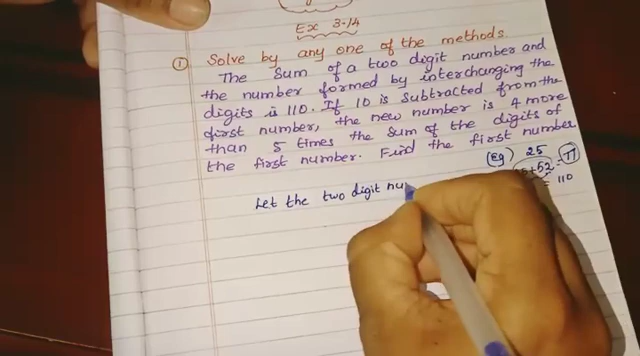 Ex 3-14
① Solve by any one of the methods.
The Sum of a two digit number and
the number formed by interchanging the
digits is 110. If 10 is subtracted from the
first number, the new number is 4 more
than 5 times the sum of the digits of
the first number. Find the first number
(eg) 25
+52 = 77
= 110
Let the two digit nu